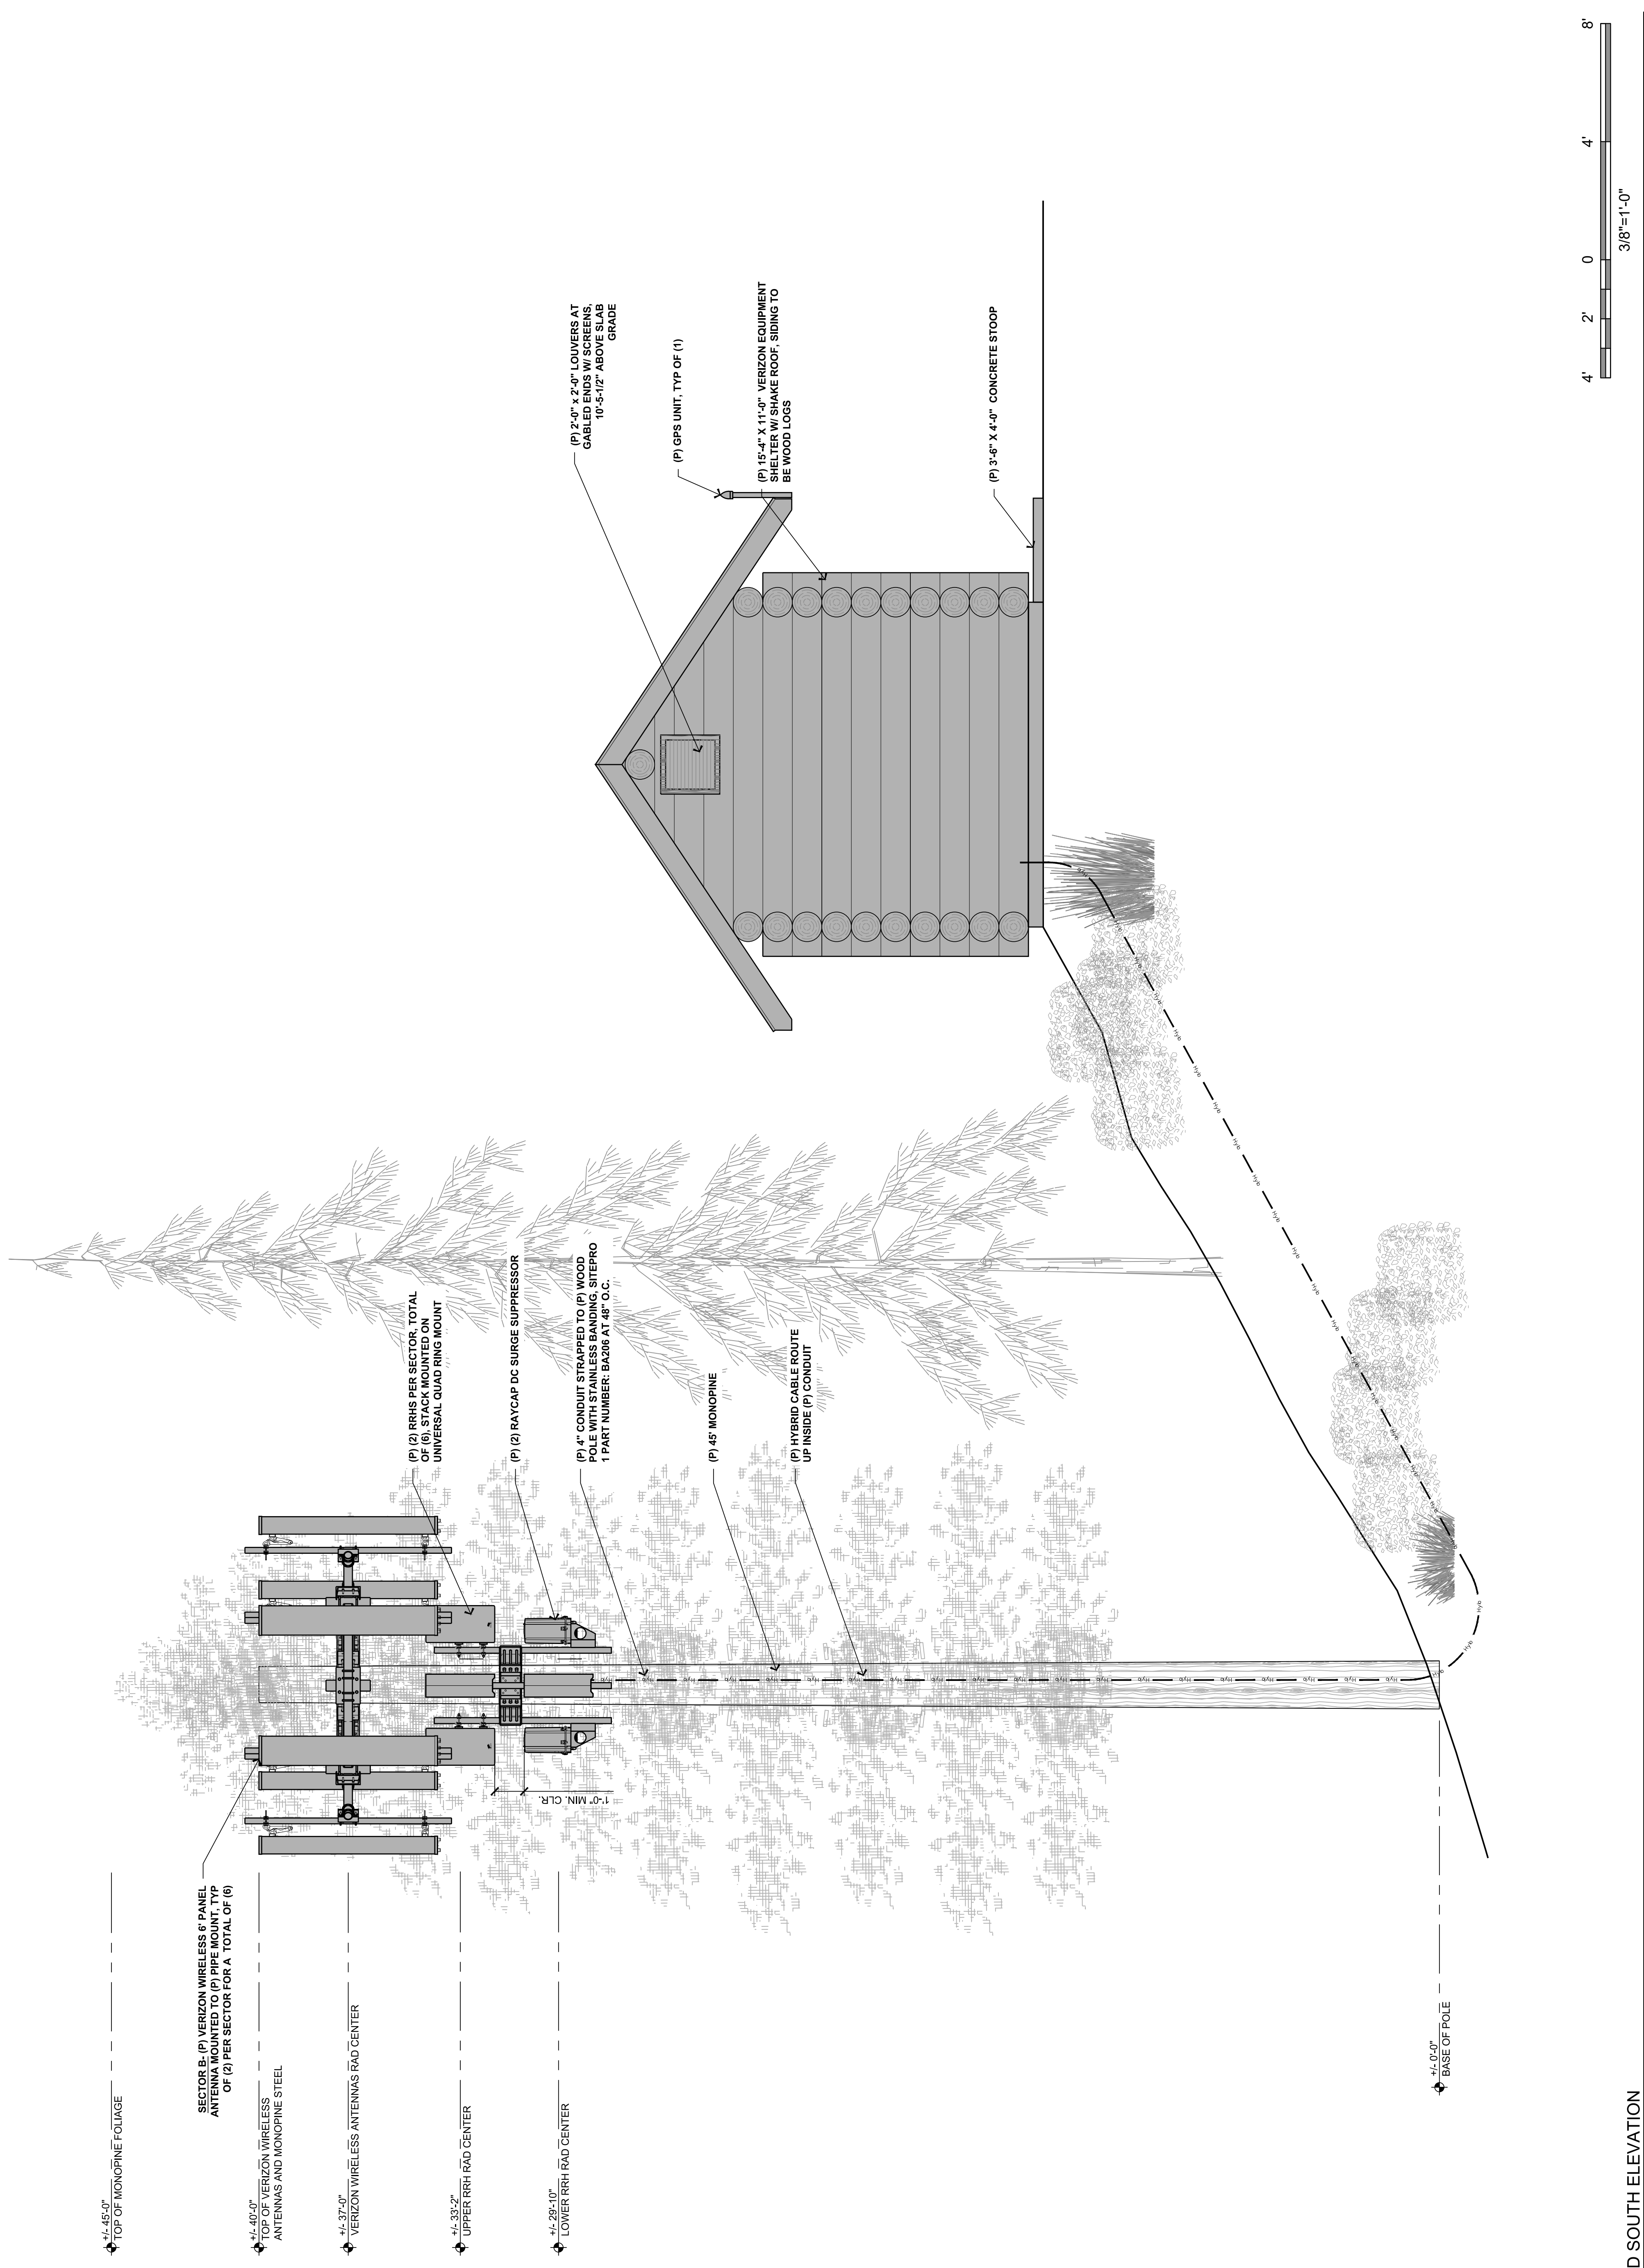 +/- 45'-0"
TOP OF MONOPINE FOLIAGE
SECTOR B- (P) VERIZON WIRELESS 6' PANEL
ANTENNA MOUNTED TO (P) PIPE MOUNT, TYP
OF (2) PER SECTOR FOR A TOTAL OF (6)
+/- 40'-0"
TOP OF VERIZON WIRELESS
ANTENNAS AND MONOPINE STEEL
+/- 37'-0"
VERIZON WIRELESS ANTENNAS RAD CENTER
+/- 33'-2"
UPPER RRH RAD CENTER
+/- 29'-10"
LOWER RRH RAD CENTER
+/- 0'-0"
BASE OF POLE
1'-0" MIN. CLR.
(P) (2) RRHS PER SECTOR, TOTAL
OF (6), STACK MOUNTED ON
UNIVERSAL QUAD RING MOUNT
(P) (2) RAYCAP DC SURGE SUPPRESSOR
(P) 4" CONDUIT STRAPPED TO (P) WOOD
POLE WITH STAINLESS BANDING, SITEPRO
1 PART NUMBER: BA206 AT 48" O.C.
(P) 45' MONOPINE
(P) HYBRID CABLE ROUTE
UP INSIDE (P) CONDUIT
(P) 2'-0" x 2'-0" LOUVERS AT
GABLED ENDS W/ SCREENS,
10'-5-1/2" ABOVE SLAB
GRADE
(P) GPS UNIT, TYP OF (1)
(P) 15'-4" X 11'-0" VERIZON EQUIPMENT
SHELTER W/ SHAKE ROOF, SIDING TO
BE WOOD LOGS
(P) 3'-6" X 4'-0" CONCRETE STOOP
Hyb
D SOUTH ELEVATION
4' 2' 0 4' 8'
3/8"=1'-0"